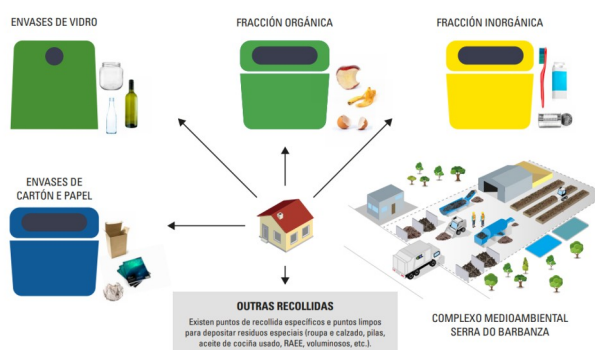 ENVASES DE VIDRO
FRACCIÓN ORGÁNICA
FRACCIÓN INORGÁNICA
ENVASES DE
CARTÓN E PAPEL
OUTRAS RECOLLIDAS
Existen puntos de recollida específicos e puntos limpos
para depositar residuos especiais (roupa e calzado, pilas,
aceite de cociña usado, RAEE, voluminosos, etc.).
COMPLEXO MEDIOAMBIENTAL
SERRA DO BARBANZA